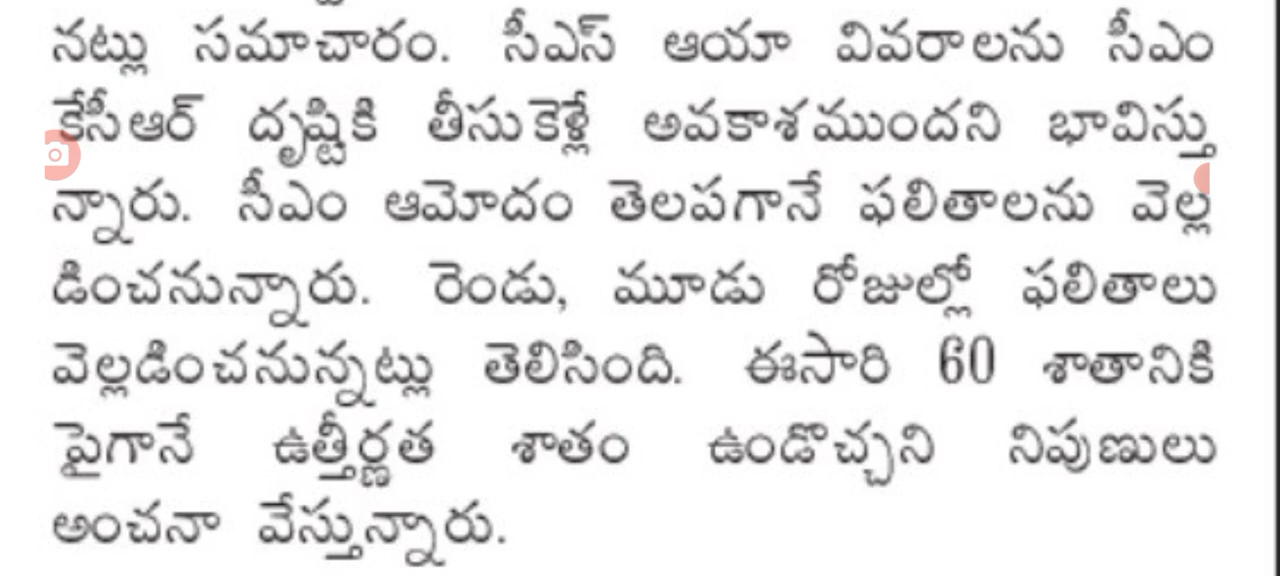 నట్లు సమాచారం. సీఎస్ ఆయా వివరాలను సీఎం
కేసీఆర్ దృష్టికి తీసుకెళ్లే అవకాశముందని భావిస్తు
న్నారు. సీఎం ఆమోదం తెలపగానే ఫలితాలను వెల్ల
డించనున్నారు. రెండు, మూడు రోజుల్లో ఫలితాలు
వెల్లడించనున్నట్లు తెలిసింది. ఈసారి 60 శాతానికి
పైగానే ఉత్తీర్ణత శాతం ఉండొచ్చని నిపుణులు
అంచనా వేస్తున్నారు.